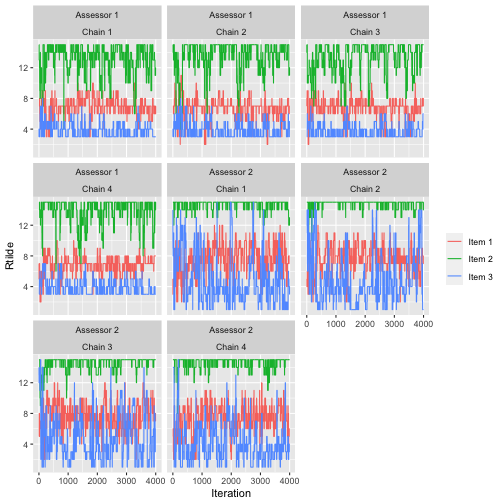 Assessor 1 Assessor 1 Assessor 1
Chain 1 Chain 2 Chain 3
12
8
4
Assessor 1 Assessor 2 Assessor 2
Chain 4 Chain 1 Chain 2
12
8
4
Item 1
Item 2
Item 3
Rtilde
0 1000 2000 3000 4000
Assessor 2 Assessor 2
Chain 3 Chain 4
12
8
4
0 1000 2000 3000 4000 0 1000 2000 3000 4000
Iteration